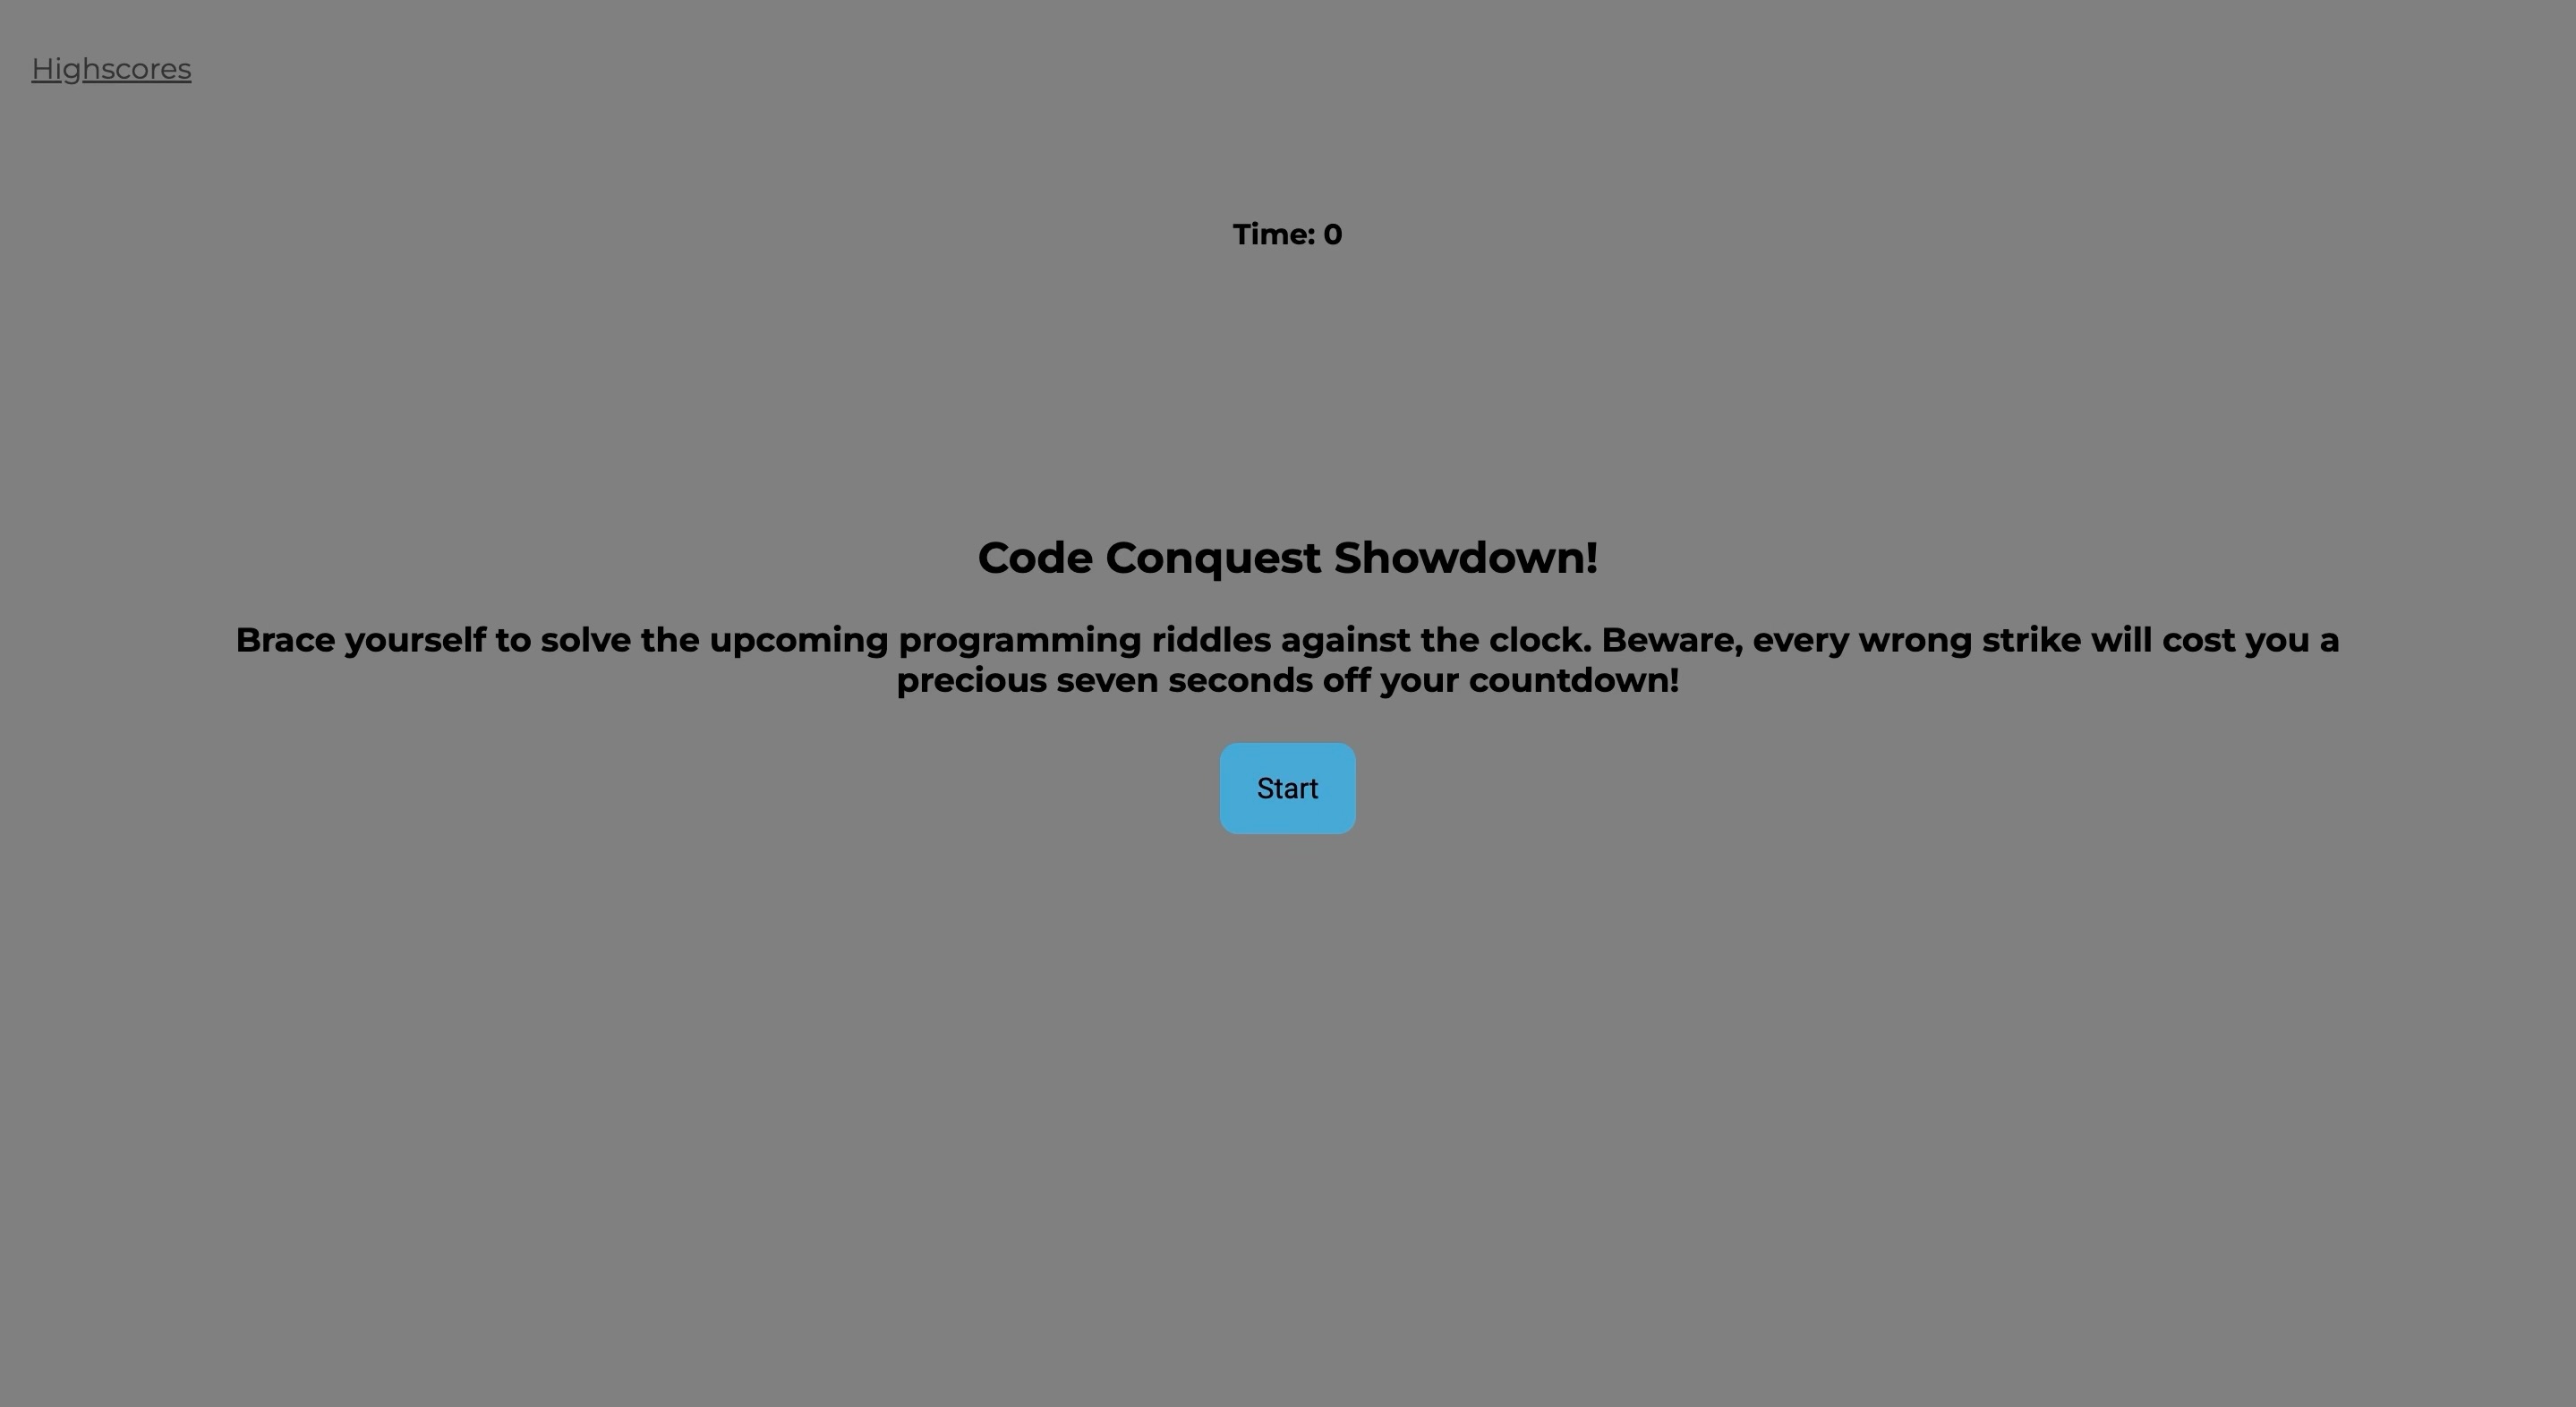 Highscores
Time: 0
Code Conquest Showdown!
Brace yourself to solve the upcoming programming riddles against the clock. Beware, every wrong strike will cost you a
precious seven seconds off your countdown!
Start